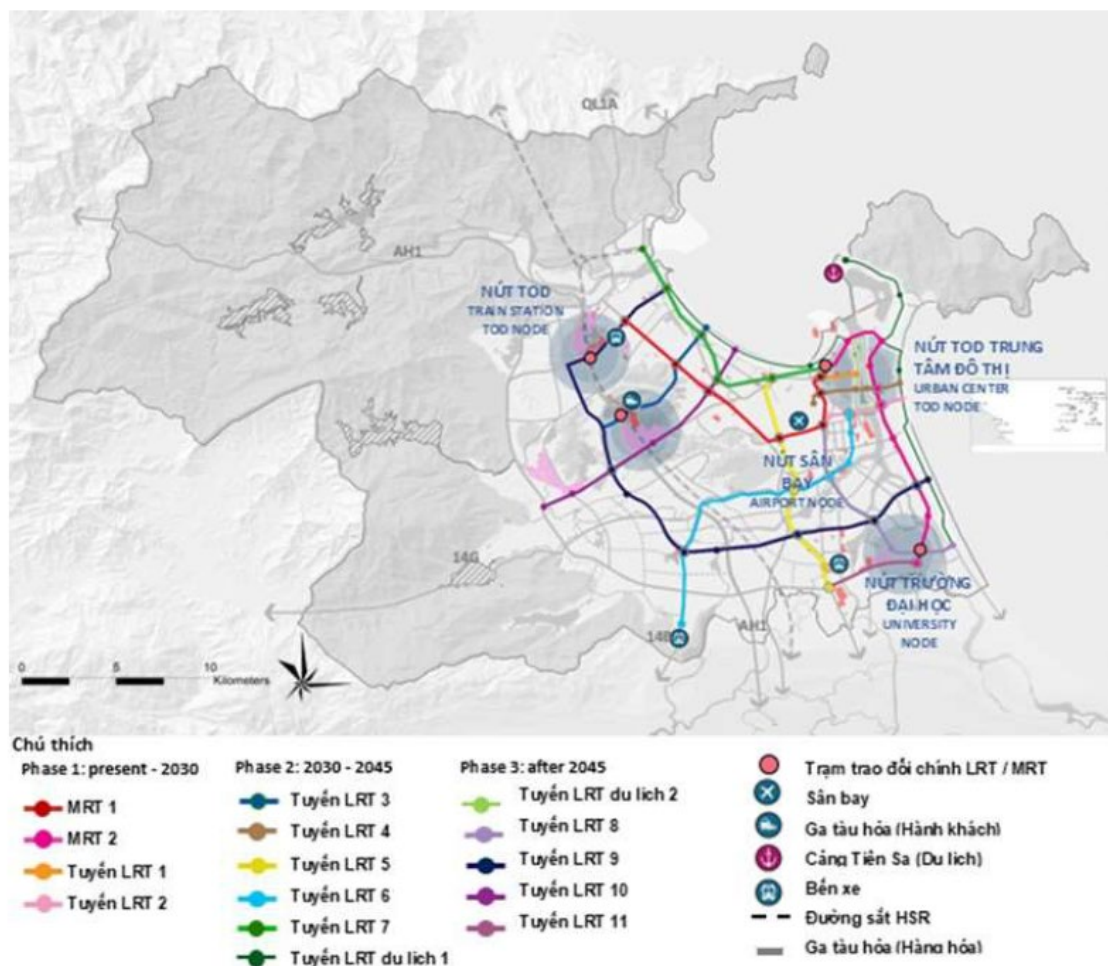 QL1A
AH1
NÚT TOD
TRAIN STATION
TOD NODE
NÚT TOD TRUNG
TÂM ĐÔ THỊ
URBAN CENTER
TOD NODE
NÚT SÂN
BAY
AIRPORT NODE
14G
NÚT TRƯỜNG
ĐẠI HỌC
UNIVERSITY
NODE
14B
AH1
0 5 10
Kilometers
Chú thích
Phase 1: present - 2030
MRT 1
MRT 2
Tuyến LRT 1
Tuyến LRT 2
Phase 2: 2030 - 2045
Tuyến LRT 3
Tuyến LRT 4
Tuyến LRT 5
Tuyến LRT 6
Tuyến LRT 7
Tuyến LRT du lich 1
Phase 3: after 2045
Tuyến LRT du lich 2
Tuyến LRT 8
Tuyến LRT 9
Tuyến LRT 10
Tuyến LRT 11
Trạm trao đổi chính LRT / MRT
Sân bay
Ga tàu hỏa (Hành khách)
Cảng Tiên Sa (Du lich)
Bến xe
Đường sắt HSR
Ga tàu hỏa (Hàng hóa)